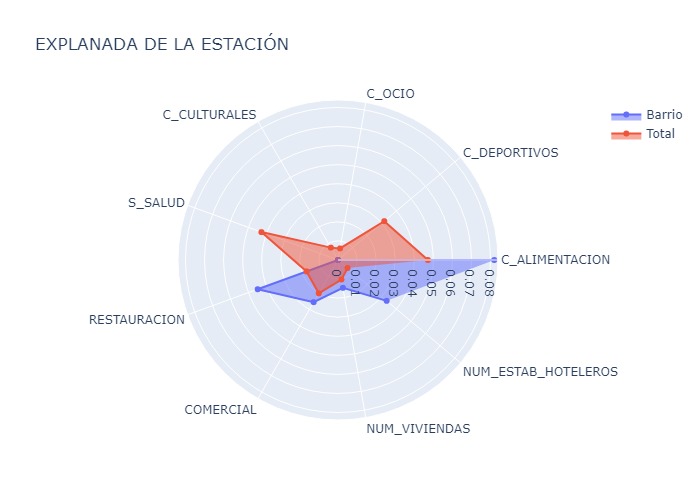 EXPLANADA DE LA ESTACIÓN
C_OCIO
C_CULTURALES
Barrio
Total
C_DEPORTIVOS
S_SALUD
C_ALIMENTACION
0
0.01
0.02
0.03
0.04
0.05
0.06
0.07
0.08
RESTAURACION
NUM_ESTAB_HOTELEROS
COMERCIAL
NUM_VIVIENDAS